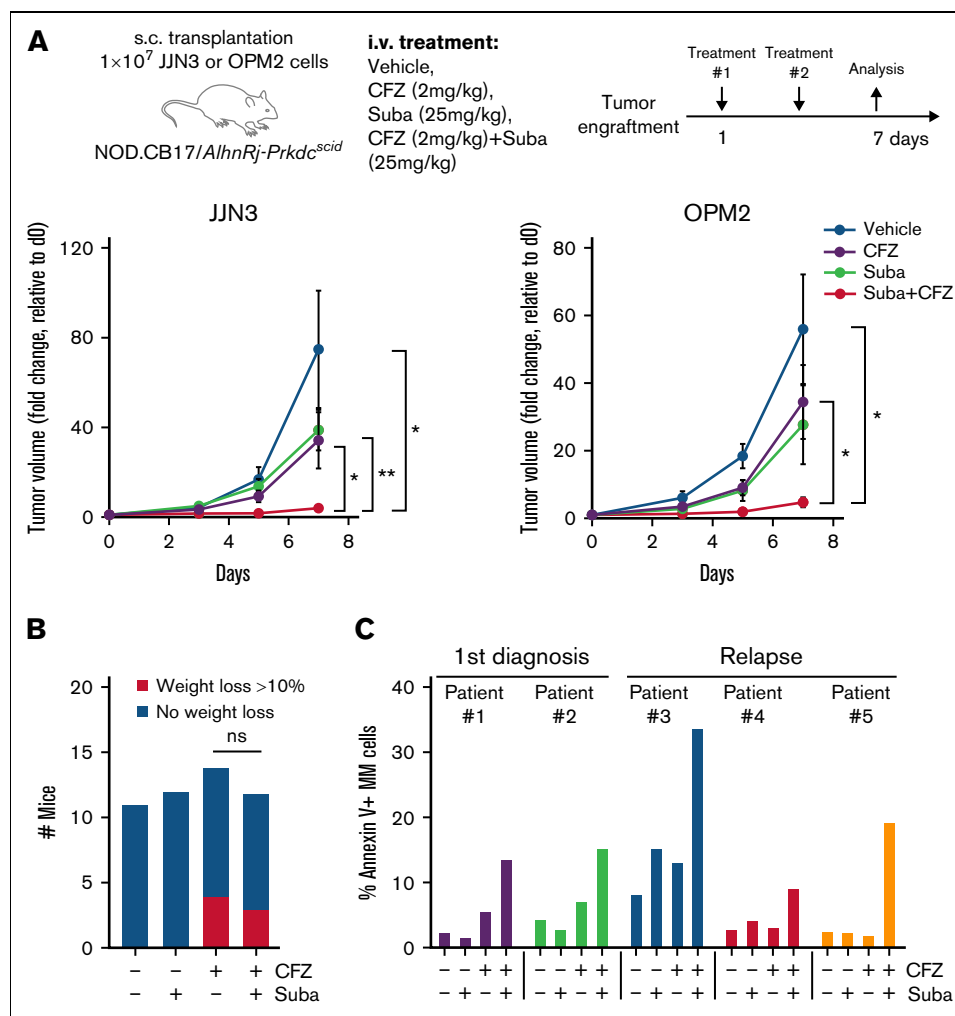 A
s.c. transplantation
1×10⁷ JJN3 or OPM2 cells
NOD.CB17/AlhnRj-Prkdcˢᶜⁱᵈ
i.v. treatment:
Vehicle,
CFZ (2mg/kg),
Suba (25mg/kg),
CFZ (2mg/kg)+Suba
(25mg/kg)
Treatment
#1
Treatment
#2
Analysis
Tumor
engraftment
1
7 days
JJN3
Tumor volume (fold change, relative to d0)
120
80
40
0
0 2 4 6 8
Days
*
**
*
OPM2
Tumor volume (fold change, relative to d0)
80
60
40
20
0
0 2 4 6 8
Days
Vehicle
CFZ
Suba
Suba+CFZ
*
*
B
Weight loss >10%
No weight loss
ns
# Mice
20
15
10
5
0
– – + + CFZ
– + – + Suba
C
1st diagnosis
Relapse
Patient
#1
Patient
#2
Patient
#3
Patient
#4
Patient
#5
% Annexin V+ MM cells
40
30
20
10
0
– – + + – – + + – – + + – – + + – – + + CFZ
– + – + – + – + – + – + – + – + – + – + Suba